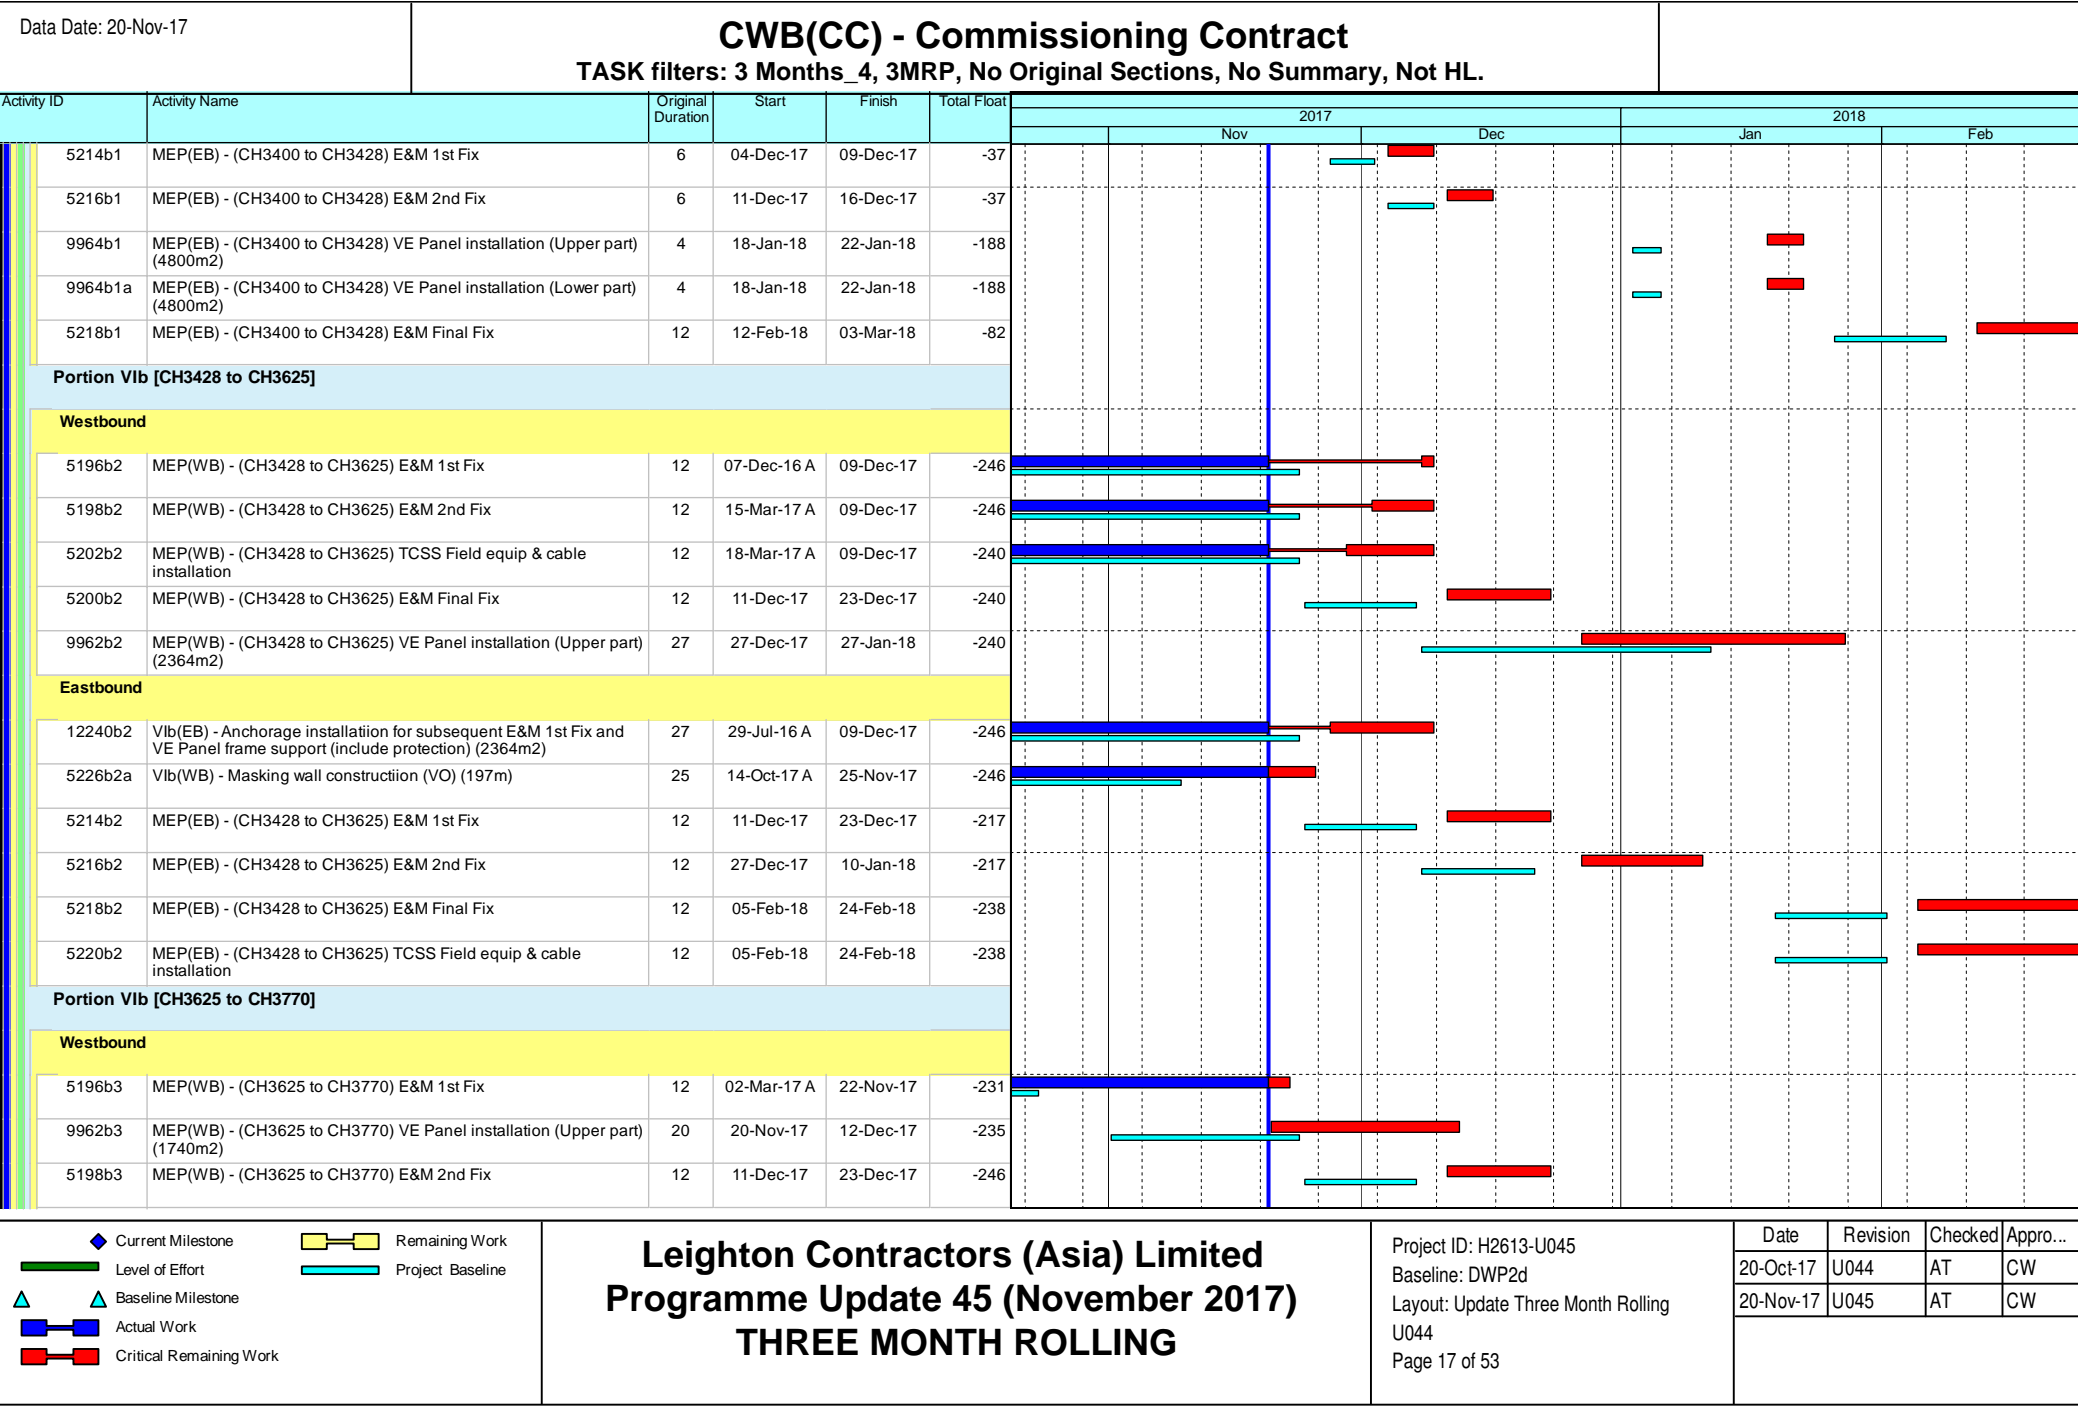 Data Date: 20-Nov-17
CWB(CC) - Commissioning Contract
TASK filters: 3 Months_4, 3MRP, No Original Sections, No Summary, Not HL.
Activity ID Activity Name Original Duration Start Finish Total Float
2017 2018
Nov Dec Jan Feb
5214b1 MEP(EB) - (CH3400 to CH3428) E&M 1st Fix 6 04-Dec-17 09-Dec-17 -37
5216b1 MEP(EB) - (CH3400 to CH3428) E&M 2nd Fix 6 11-Dec-17 16-Dec-17 -37
9964b1 MEP(EB) - (CH3400 to CH3428) VE Panel installation (Upper part) 4 18-Jan-18 22-Jan-18 -188
(4800m2)
9964b1a MEP(EB) - (CH3400 to CH3428) VE Panel installation (Lower part) 4 18-Jan-18 22-Jan-18 -188
(4800m2)
5218b1 MEP(EB) - (CH3400 to CH3428) E&M Final Fix 12 12-Feb-18 03-Mar-18 -82
Portion VIb [CH3428 to CH3625]
Westbound
5196b2 MEP(WB) - (CH3428 to CH3625) E&M 1st Fix 12 07-Dec-16 A 09-Dec-17 -246
5198b2 MEP(WB) - (CH3428 to CH3625) E&M 2nd Fix 12 15-Mar-17 A 09-Dec-17 -246
5202b2 MEP(WB) - (CH3428 to CH3625) TCSS Field equip & cable 12 18-Mar-17 A 09-Dec-17 -240
installation
5200b2 MEP(WB) - (CH3428 to CH3625) E&M Final Fix 12 11-Dec-17 23-Dec-17 -240
9962b2 MEP(WB) - (CH3428 to CH3625) VE Panel installation (Upper part) 27 27-Dec-17 27-Jan-18 -240
(2364m2)
Eastbound
12240b2 VIb(EB) - Anchorage installatiion for subsequent E&M 1st Fix and 27 29-Jul-16 A 09-Dec-17 -246
VE Panel frame support (include protection) (2364m2)
5226b2a VIb(WB) - Masking wall constructiion (VO) (197m) 25 14-Oct-17 A 25-Nov-17 -246
5214b2 MEP(EB) - (CH3428 to CH3625) E&M 1st Fix 12 11-Dec-17 23-Dec-17 -217
5216b2 MEP(EB) - (CH3428 to CH3625) E&M 2nd Fix 12 27-Dec-17 10-Jan-18 -217
5218b2 MEP(EB) - (CH3428 to CH3625) E&M Final Fix 12 05-Feb-18 24-Feb-18 -238
5220b2 MEP(EB) - (CH3428 to CH3625) TCSS Field equip & cable 12 05-Feb-18 24-Feb-18 -238
installation
Portion VIb [CH3625 to CH3770]
Westbound
5196b3 MEP(WB) - (CH3625 to CH3770) E&M 1st Fix 12 02-Mar-17 A 22-Nov-17 -231
9962b3 MEP(WB) - (CH3625 to CH3770) VE Panel installation (Upper part) 20 20-Nov-17 12-Dec-17 -235
(1740m2)
5198b3 MEP(WB) - (CH3625 to CH3770) E&M 2nd Fix 12 11-Dec-17 23-Dec-17 -246
Current Milestone Remaining Work
Level of Effort Project Baseline
Baseline Milestone
Actual Work
Critical Remaining Work
Leighton Contractors (Asia) Limited
Programme Update 45 (November 2017)
THREE MONTH ROLLING
Project ID: H2613-U045
Baseline: DWP2d
Layout: Update Three Month Rolling
U044
Page 17 of 53
Date Revision Checked Appro...
20-Oct-17 U044 AT CW
20-Nov-17 U045 AT CW